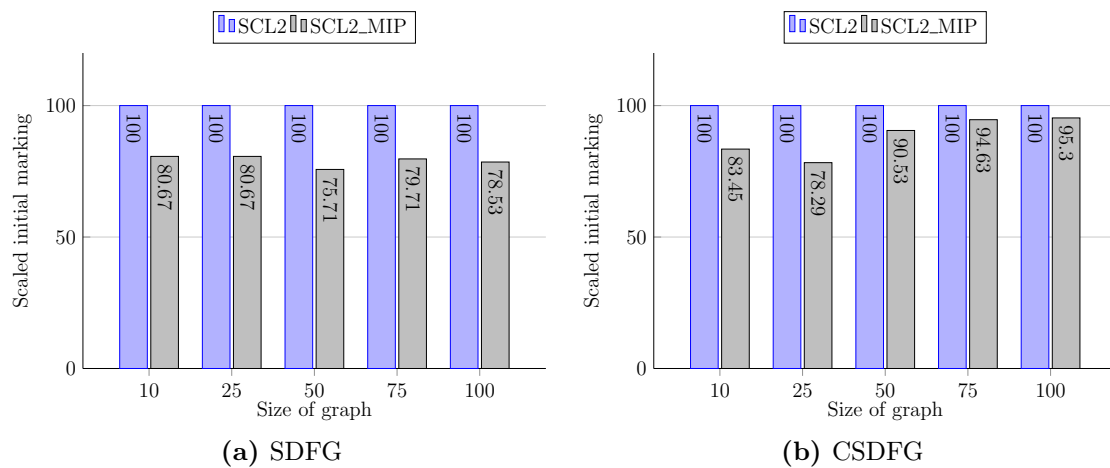 SCL2 SCL2_MIP
Scaled initial marking
100
50
0
100 80.67 100 80.67 100 75.71 100 79.71 100 78.53
10 25 50 75 100
Size of graph
(a) SDFG
SCL2 SCL2_MIP
Scaled initial marking
100
50
0
100 83.45 100 78.29 100 90.53 100 94.63 100 95.3
10 25 50 75 100
Size of graph
(b) CSDFG